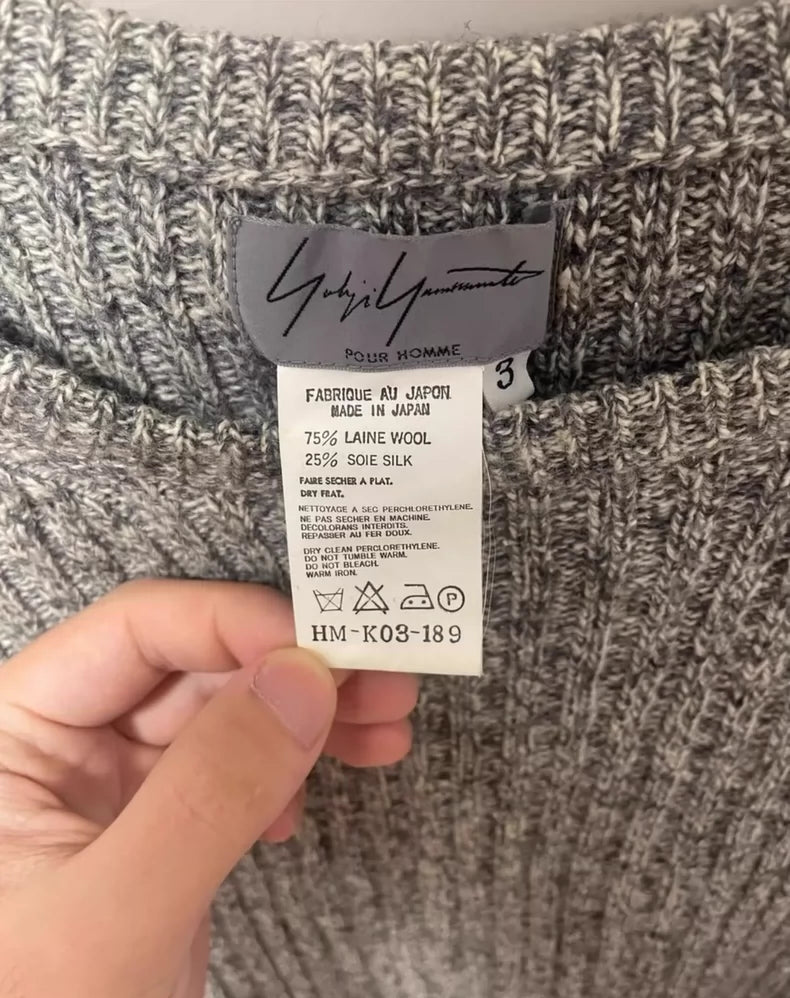 Yohji Yamamoto
POUR HOMME
3
FABRIQUE AU JAPON
MADE IN JAPAN
75% LAINE WOOL
25% SOIE SILK
FAIRE SECHER A PLAT.
DRY FRAT.
NETTOYAGE A SEC PERCHLORETHYLENE.
NE PAS SECHER EN MACHINE.
DECOLORANS INTERDITS.
REPASSER AU FER DOUX.
DRY CLEAN PERCLORETHYLENE.
DO NOT TUMBLE WARM.
DO NOT BLEACH.
WARM IRON.
P
HM-K03-189